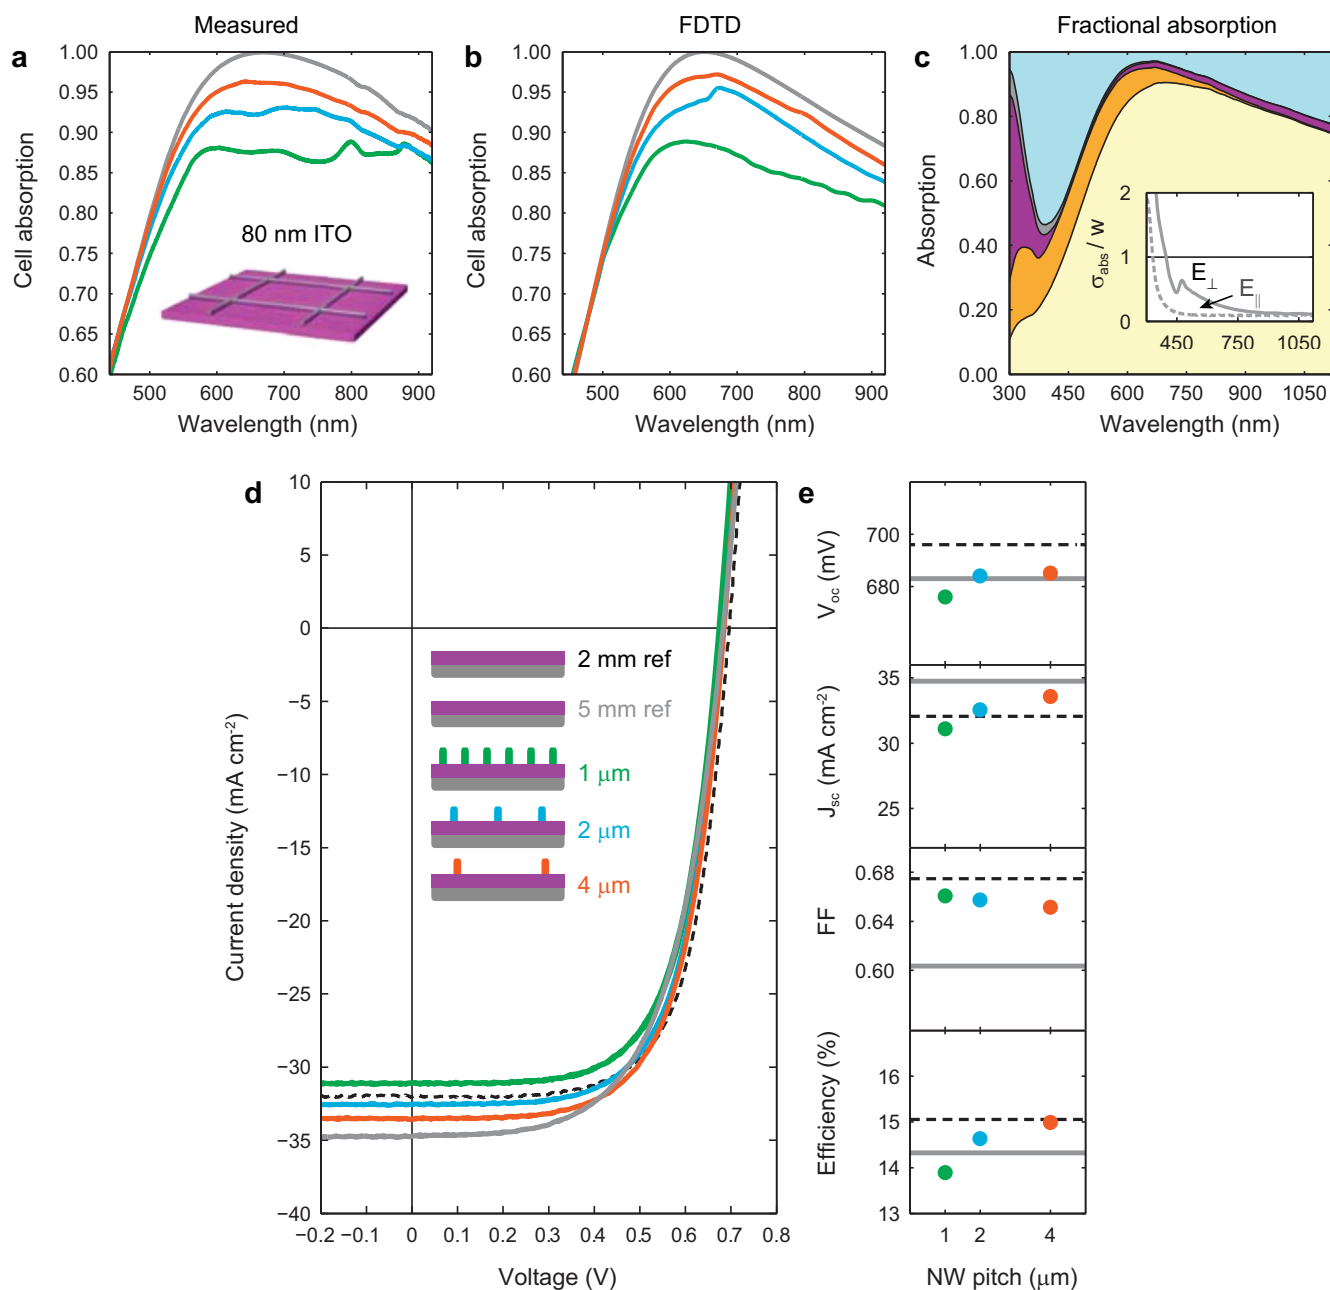 Measured
a
1.00
0.95
0.90
0.85
0.80
0.75
0.70
0.65
0.60
Cell absorption
80 nm ITO
500 600 700 800 900
Wavelength (nm)
FDTD
b
1.00
0.95
0.90
0.85
0.80
0.75
0.70
0.65
0.60
Cell absorption
500 600 700 800 900
Wavelength (nm)
Fractional absorption
c
1.00
0.80
0.60
0.40
0.20
0.00
Absorption
300 450 600 750 900 1050
Wavelength (nm)
2
1
0
σabs / w
E⊥
E||
450 750 1050
d
10
5
0
−5
−10
−15
−20
−25
−30
−35
−40
Current density (mA cm-2)
2 mm ref
5 mm ref
1 μm
2 μm
4 μm
−0.2 −0.1 0 0.1 0.2 0.3 0.4 0.5 0.6 0.7 0.8
Voltage (V)
e
700
680
Voc (mV)
35
30
25
Jsc (mA cm-2)
0.68
0.64
0.60
FF
16
15
14
13
Efficiency (%)
1 2 4
NW pitch (μm)